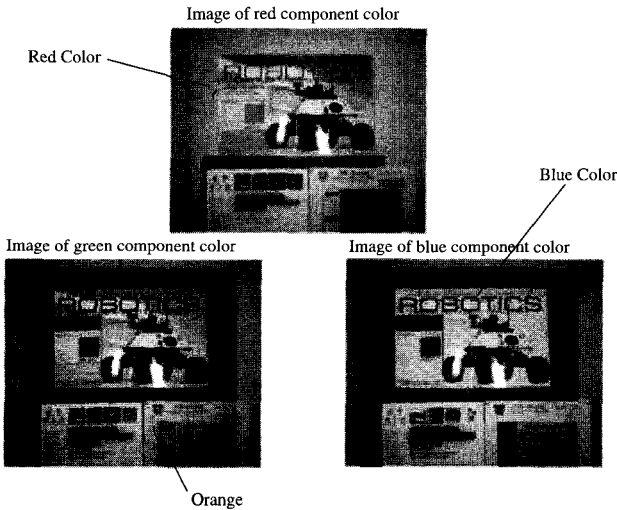 Image of red component color
Red Color
ROBOTICS
Blue Color
Image of green component color
Image of blue component color
ROBOTICS
ROBOTICS
Orange